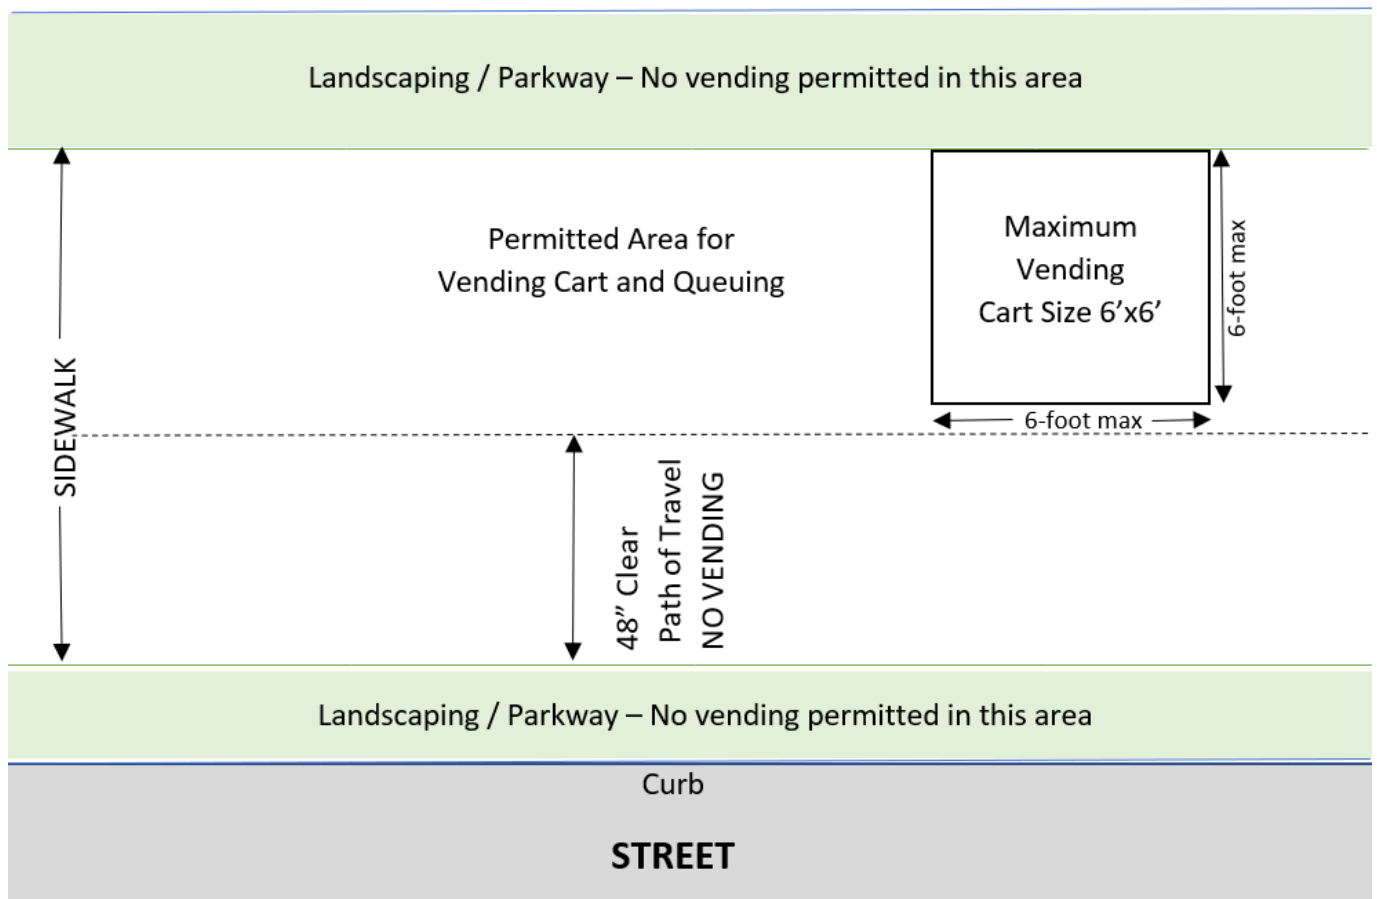 Landscaping / Parkway – No vending permitted in this area
Permitted Area for
Vending Cart and Queuing
Maximum
Vending
Cart Size 6’x6’
6-foot max
6-foot max
SIDEWALK
48” Clear
Path of Travel
NO VENDING
Landscaping / Parkway – No vending permitted in this area
Curb
STREET